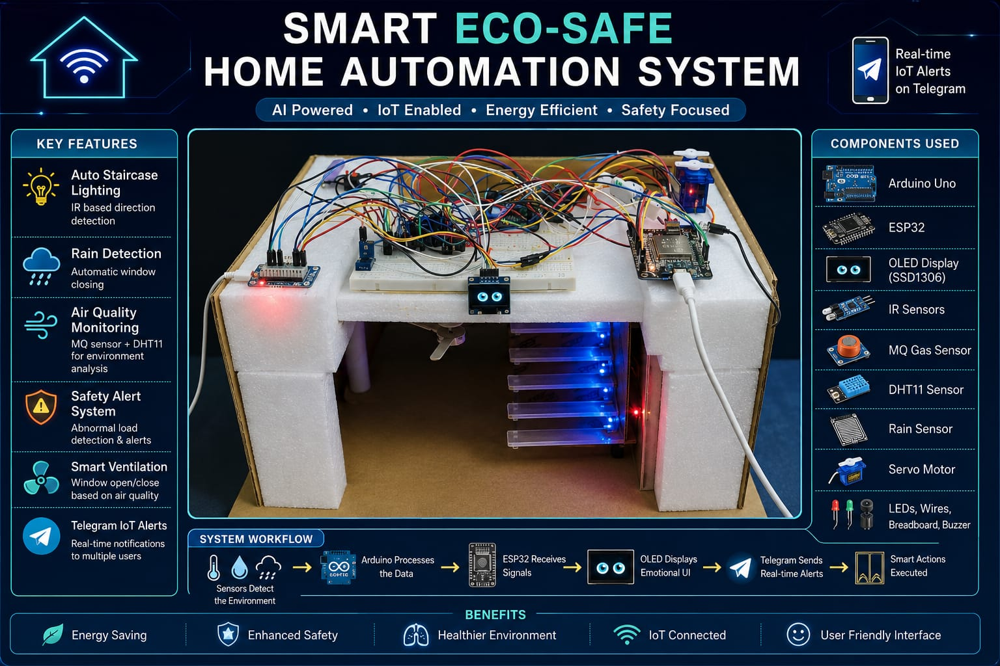 SMART ECO-SAFE
HOME AUTOMATION SYSTEM
AI Powered • IoT Enabled • Energy Efficient • Safety Focused
Real-time
IoT Alerts
on Telegram
KEY FEATURES
Auto Staircase
Lighting
IR based direction
detection
Rain Detection
Automatic window
closing
Air Quality
Monitoring
MQ sensor + DHT11
for environment
analysis
Safety Alert
System
Abnormal load
detection & alerts
Smart Ventilation
Window open/close
based on air quality
Telegram IoT Alerts
Real-time notifications
to multiple users
COMPONENTS USED
Arduino Uno
ESP32
OLED Display
(SSD1306)
IR Sensors
MQ Gas Sensor
DHT11 Sensor
Rain Sensor
Servo Motor
LEDs, Wires,
Breadboard, Buzzer
SYSTEM WORKFLOW
Sensors Detect
the Environment
Arduino Processes
the Data
ESP32 Receives
Signals
OLED Displays
Emotional UI
Telegram Sends
Real-time Alerts
Smart Actions
Executed
BENEFITS
Energy Saving
Enhanced Safety
Healthier Environment
IoT Connected
User Friendly Interface